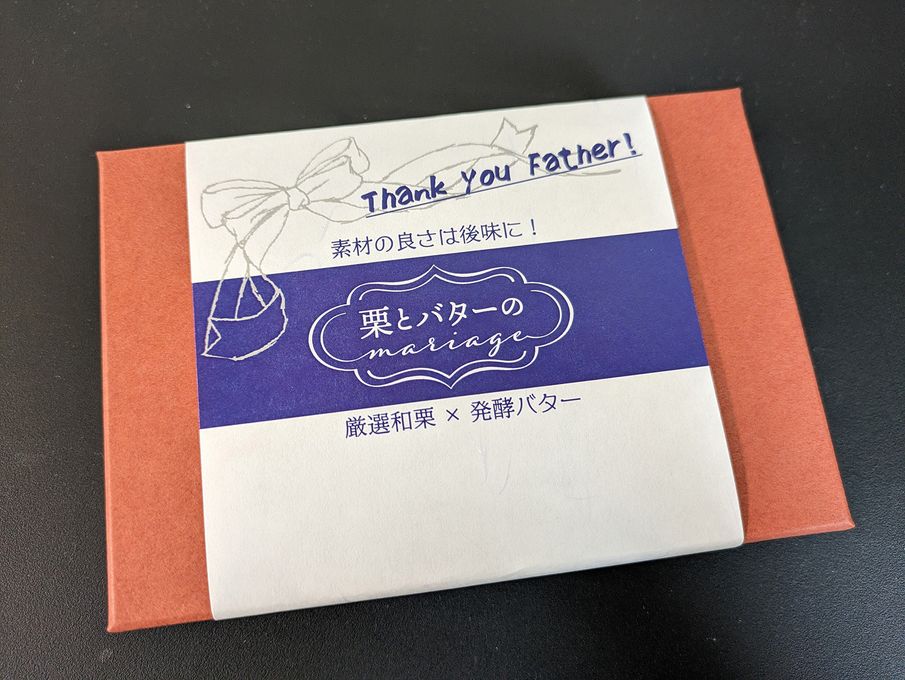 Thank you Father!
素材の良さは後味に！
栗とバターの
mariage
厳選和栗 × 発酵バター